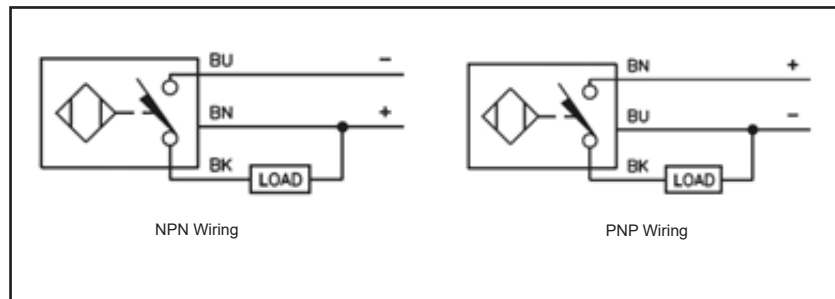 BU −
BN +
BK LOAD
NPN Wiring
BN +
BU −
BK LOAD
PNP Wiring